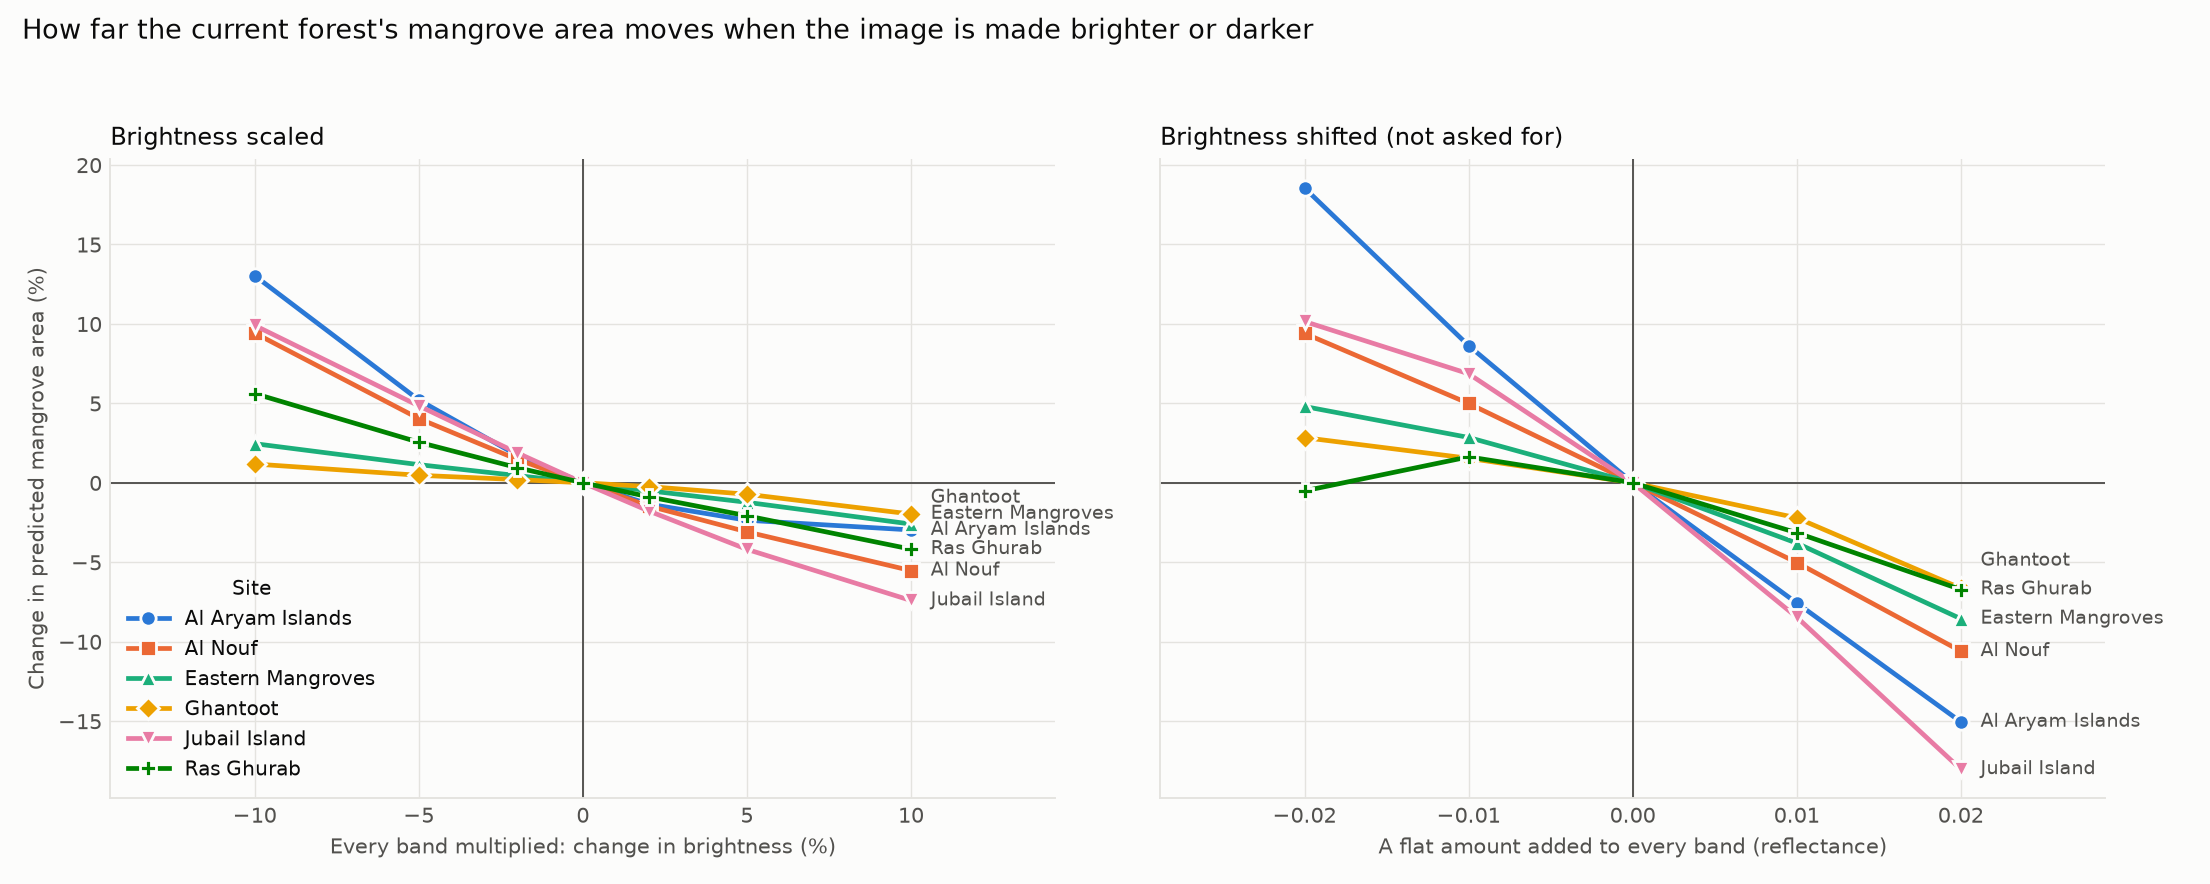 How far the current forest's mangrove area moves when the image is made brighter or darker
Brightness scaled
Change in predicted mangrove area (%)
20
15
10
5
0
−5
−10
−15
Ghantoot
Eastern Mangroves
Al Aryam Islands
Ras Ghurab
Al Nouf
Jubail Island
Site
Al Aryam Islands
Al Nouf
Eastern Mangroves
Ghantoot
Jubail Island
Ras Ghurab
−10 −5 0 5 10
Every band multiplied: change in brightness (%)
Brightness shifted (not asked for)
Ghantoot
Ras Ghurab
Eastern Mangroves
Al Nouf
Al Aryam Islands
Jubail Island
−0.02 −0.01 0.00 0.01 0.02
A flat amount added to every band (reflectance)